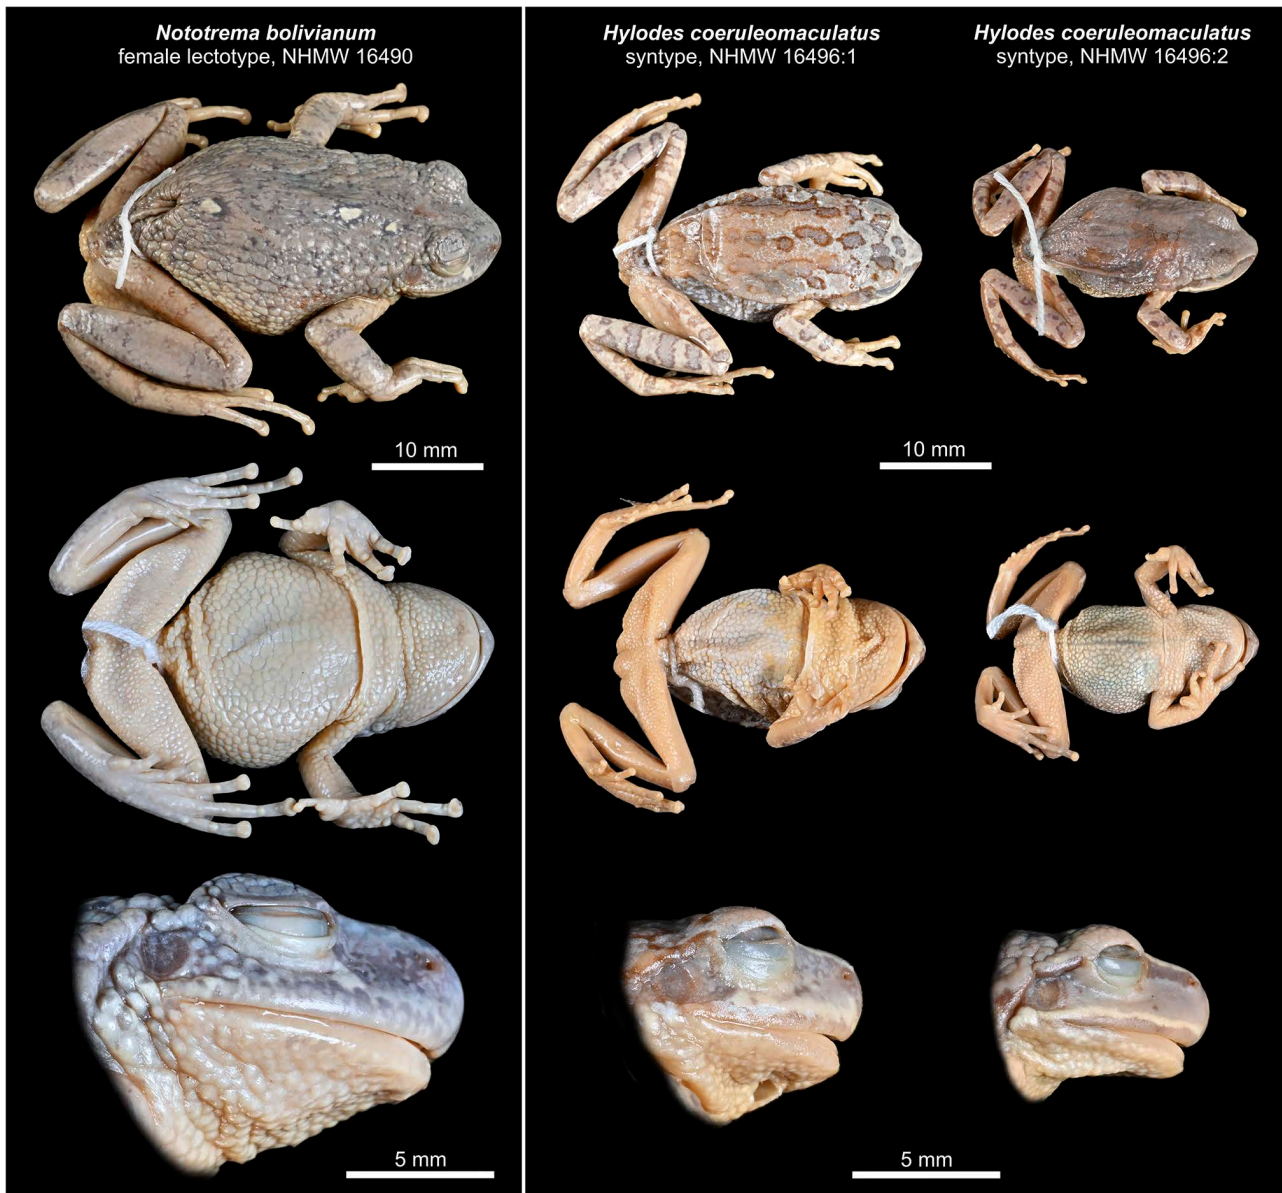 Nototrema bolivianum
female lectotype, NHMW 16490
Hylodes coeruleomaculatus
syntype, NHMW 16496:1
Hylodes coeruleomaculatus
syntype, NHMW 16496:2
10 mm
10 mm
5 mm
5 mm